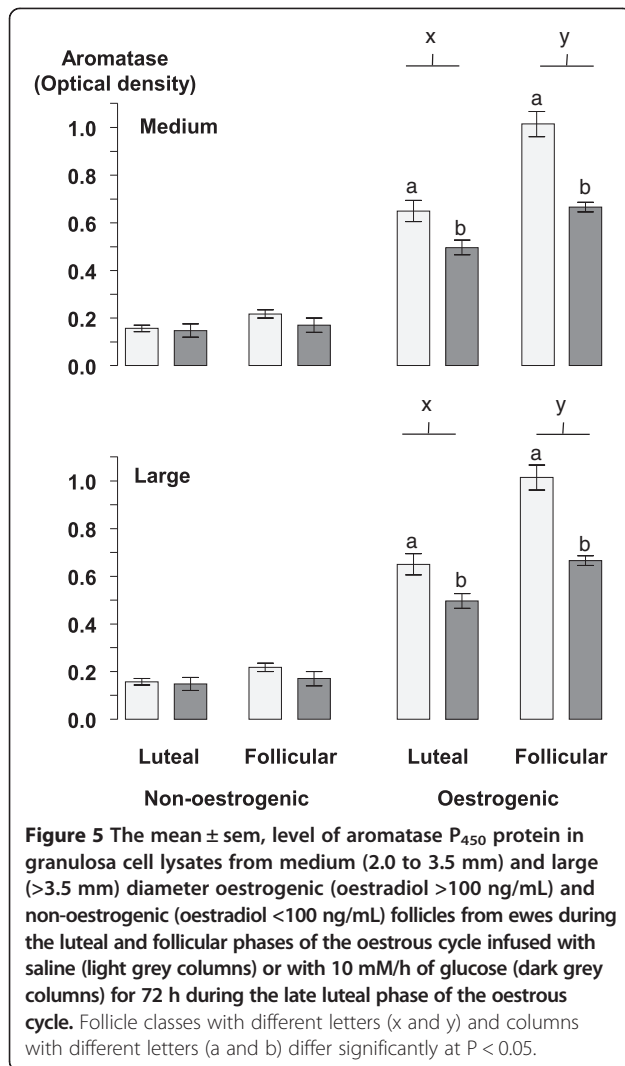 Aromatase
(Optical density)
x
y
Medium
a
b
a
b
1.0
0.8
0.6
0.4
0.2
0.0
x
y
Large
a
b
a
b
1.0
0.8
0.6
0.4
0.2
0.0
Luteal Follicular Luteal Follicular
Non-oestrogenic Oestrogenic
Figure 5 The mean ± sem, level of aromatase P450 protein in
granulosa cell lysates from medium (2.0 to 3.5 mm) and large
(>3.5 mm) diameter oestrogenic (oestradiol >100 ng/mL) and
non-oestrogenic (oestradiol <100 ng/mL) follicles from ewes during
the luteal and follicular phases of the oestrous cycle infused with
saline (light grey columns) or with 10 mM/h of glucose (dark grey
columns) for 72 h during the late luteal phase of the oestrous
cycle. Follicle classes with different letters (x and y) and columns
with different letters (a and b) differ significantly at P < 0.05.